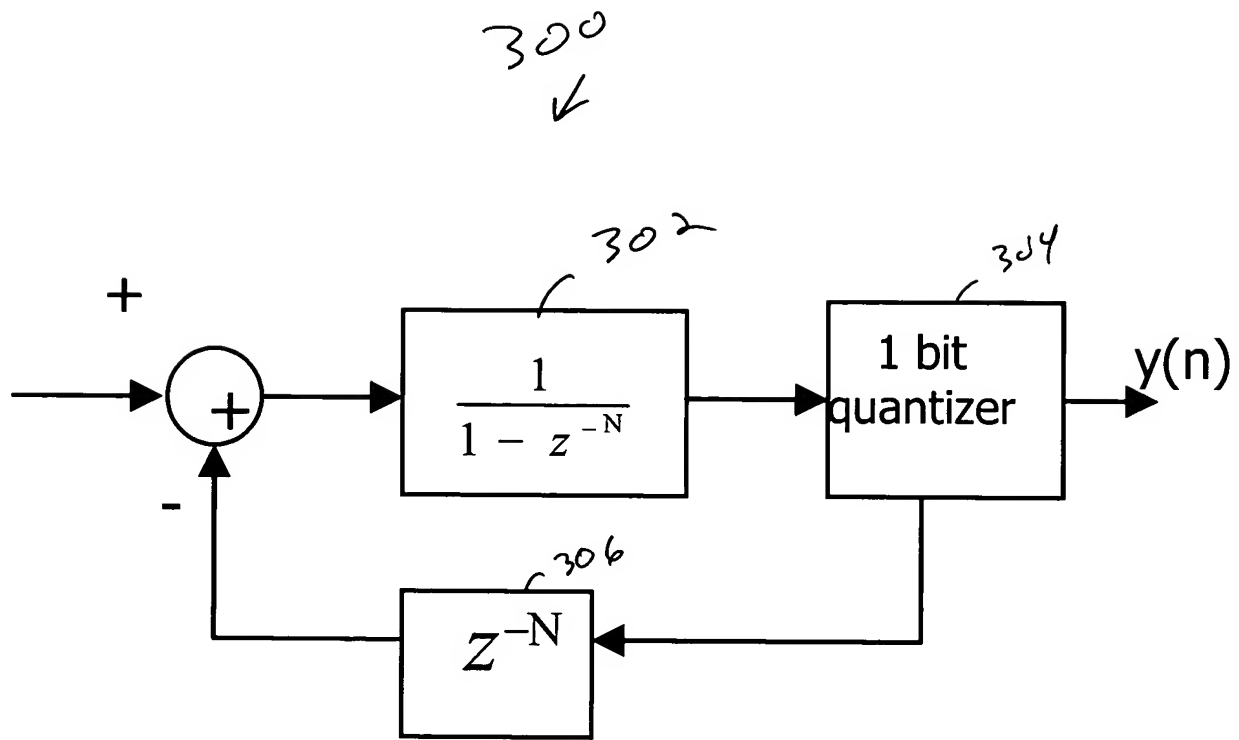 300
302
304
+
1
1 − z⁻ᴺ
1 bit
quantizer
y(n)
+
-
306
z⁻ᴺ